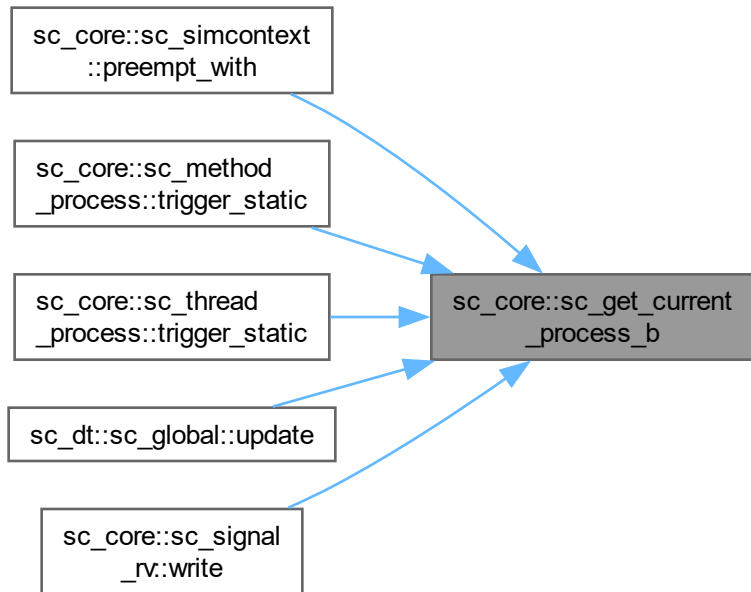 sc_core::sc_simcontext
::preempt_with
sc_core::sc_method
_process::trigger_static
sc_core::sc_thread
_process::trigger_static
sc_core::sc_get_current
_process_b
sc_dt::sc_global::update
sc_core::sc_signal
_rv::write